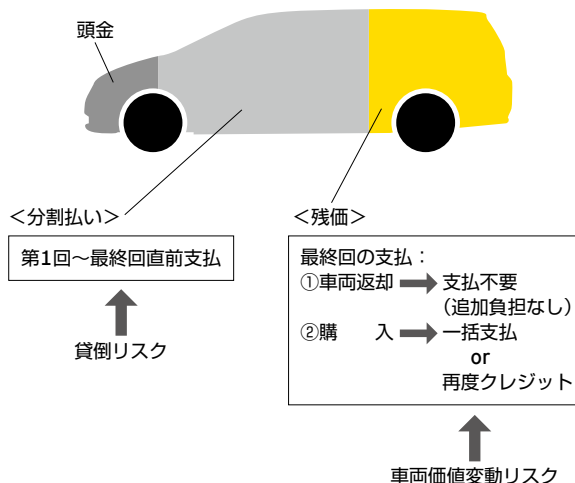 頭金
＜分割払い＞
第1回～最終回直前支払
貸倒リスク
＜残価＞
最終回の支払：
①車両返却 支払不要
（追加負担なし）
②購　　入 一括支払
or
再度クレジット
車両価値変動リスク